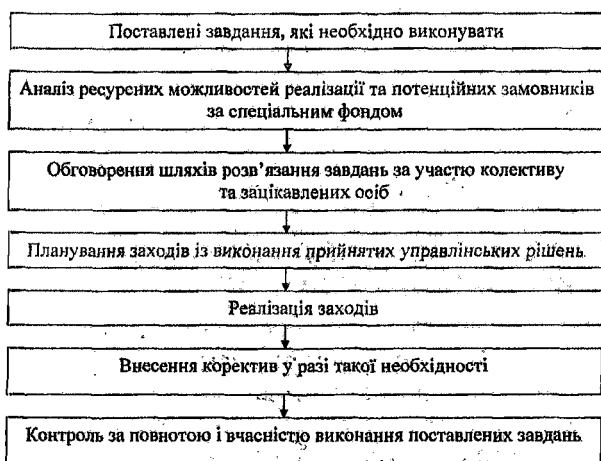 Поставлені завдання, які необхідно виконувати
Аналіз ресурсних можливостей реалізації та потенційних замовників
за спеціальним фондом
Обговорення шляхів розв’язання завдань за участю колективу
та зацікавлених осіб
Планування заходів із виконання прийнятих управлінських рішень
Реалізація заходів
Внесення коректив у разі такої необхідності
Контроль за повнотою і вчасністю виконання поставлених завдань